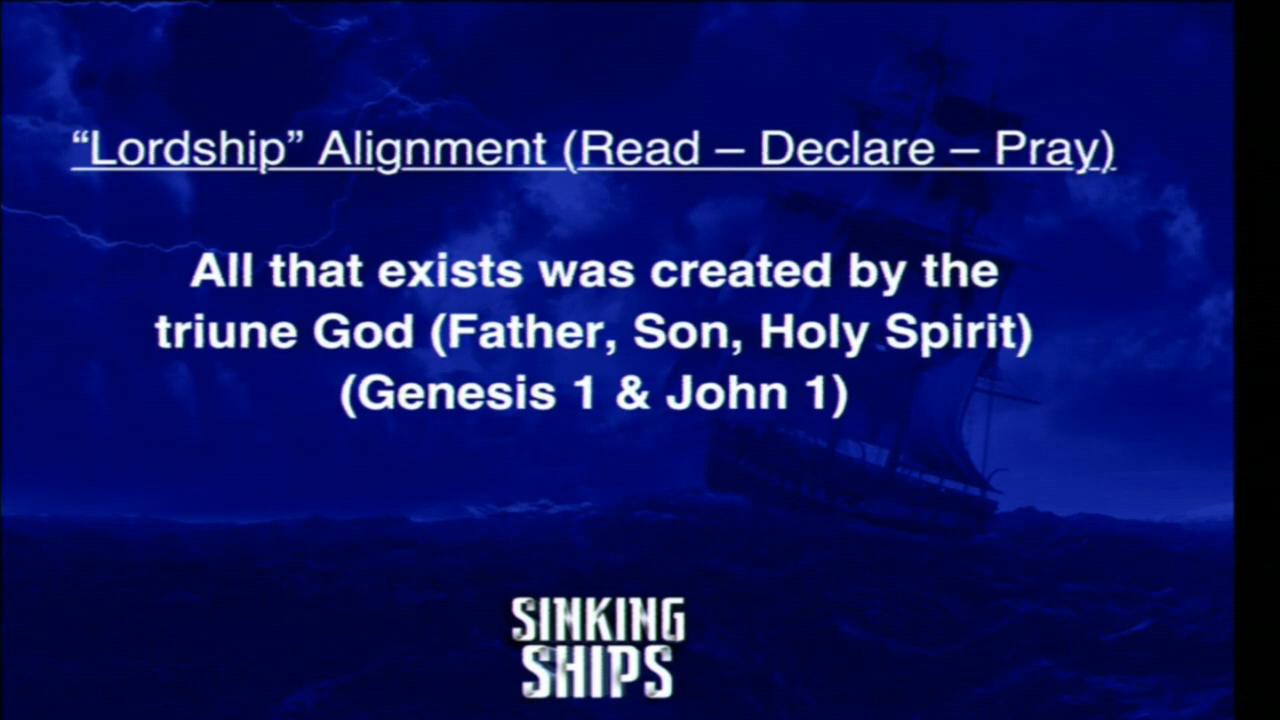 “Lordship” Alignment (Read – Declare – Pray)
All that exists was created by the
triune God (Father, Son, Holy Spirit)
(Genesis 1 & John 1)
SINKING
SHIPS